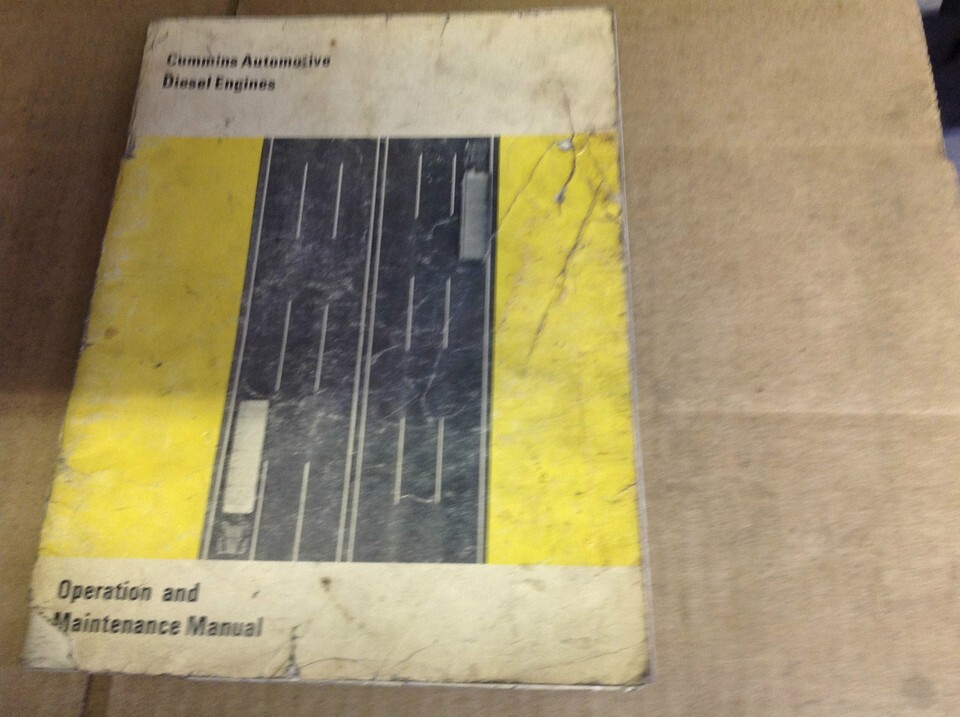 Cummins Automotive
Diesel Engines
Operation and
Maintenance Manual